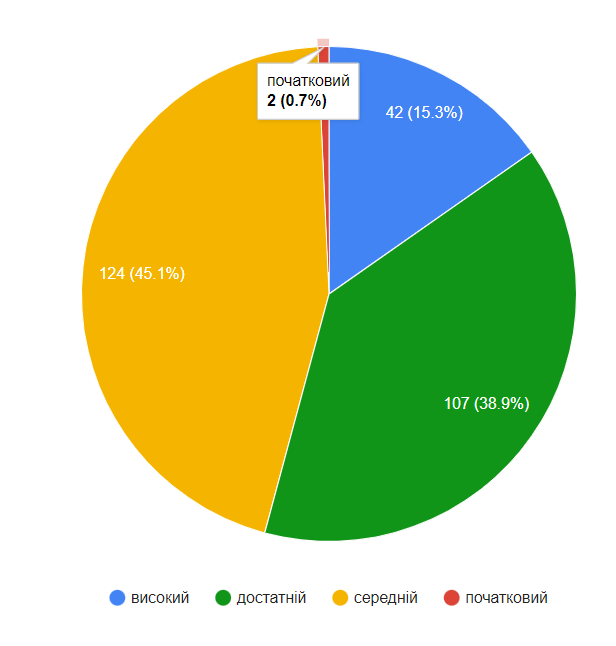 початковий
2 (0.7%)
42 (15.3%)
124 (45.1%)
107 (38.9%)
високий
достатній
середній
початковий